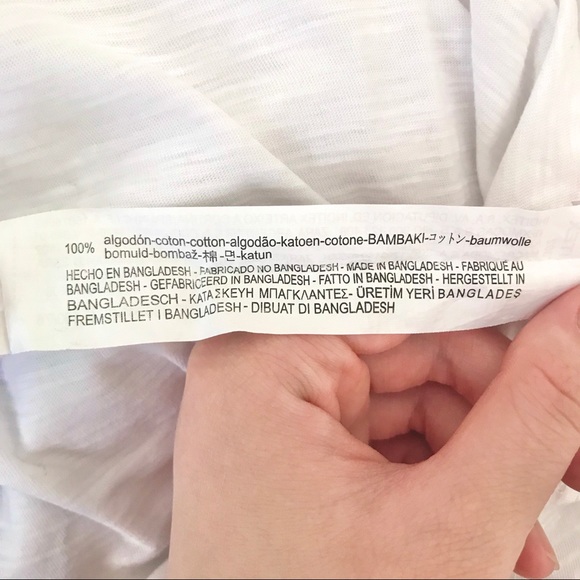 100% algodón-coton-cotton-algodão-katoen-cotone-BAMBAKI-コットン-baumwolle
bomuld-bombaž-棉-면-katun
HECHO EN BANGLADESH - FABRICADO NO BANGLADESH - MADE IN BANGLADESH - FABRIQUÉ AU
BANGLADESH - GEFABRICEERD IN BANGLADESH - FATTO IN BANGLADESH - HERGESTELLT IN
BANGLADESCH - ΚΑΤΑΣΚΕΥΗ ΜΠΑΓΚΛΑΝΤΕΣ- ÜRETİM YERİ BANGLADES
FREMSTILLET I BANGLADESH - DIBUAT DI BANGLADESH